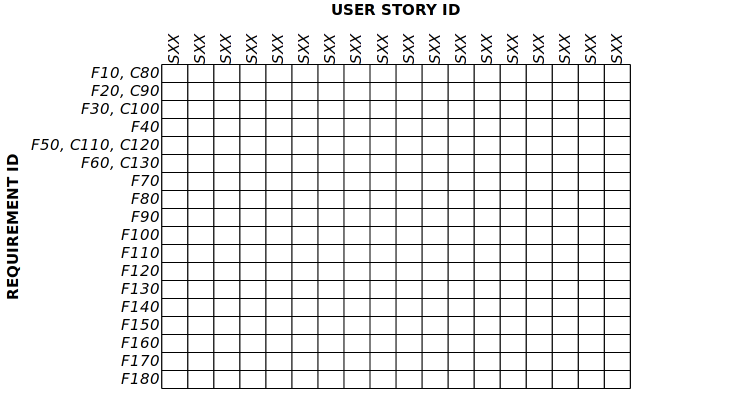 USER STORY ID
SXX SXX SXX SXX SXX SXX SXX SXX SXX SXX SXX SXX SXX SXX SXX SXX SXX SXX
REQUIREMENT ID
F10, C80
F20, C90
F30, C100
F40
F50, C110, C120
F60, C130
F70
F80
F90
F100
F110
F120
F130
F140
F150
F160
F170
F180